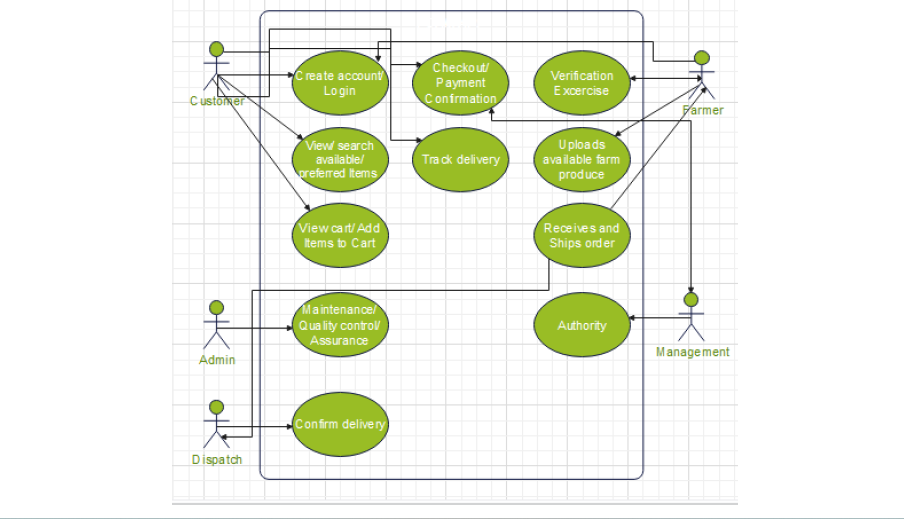 Create account/
Login
Checkout/
Payment
Confirmation
Verification
Excercise
Customer
Farmer
View/ search
available/
preferred Items
Track delivery
Uploads
available farm
produce
View cart/ Add
Items to Cart
Receives and
Ships order
Maintenance/
Quality control/
Assurance
Authority
Admin
Management
Confirm delivery
Dispatch